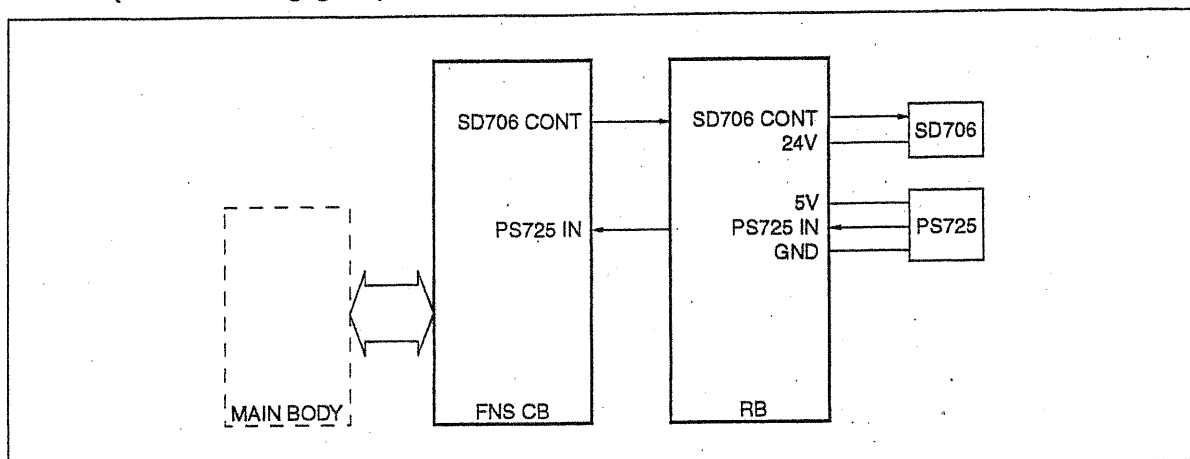 SD706 CONT
SD706 CONT
24V
SD706
5V
PS725 IN
PS725 IN
GND
PS725
MAIN BODY
FNS CB
RB